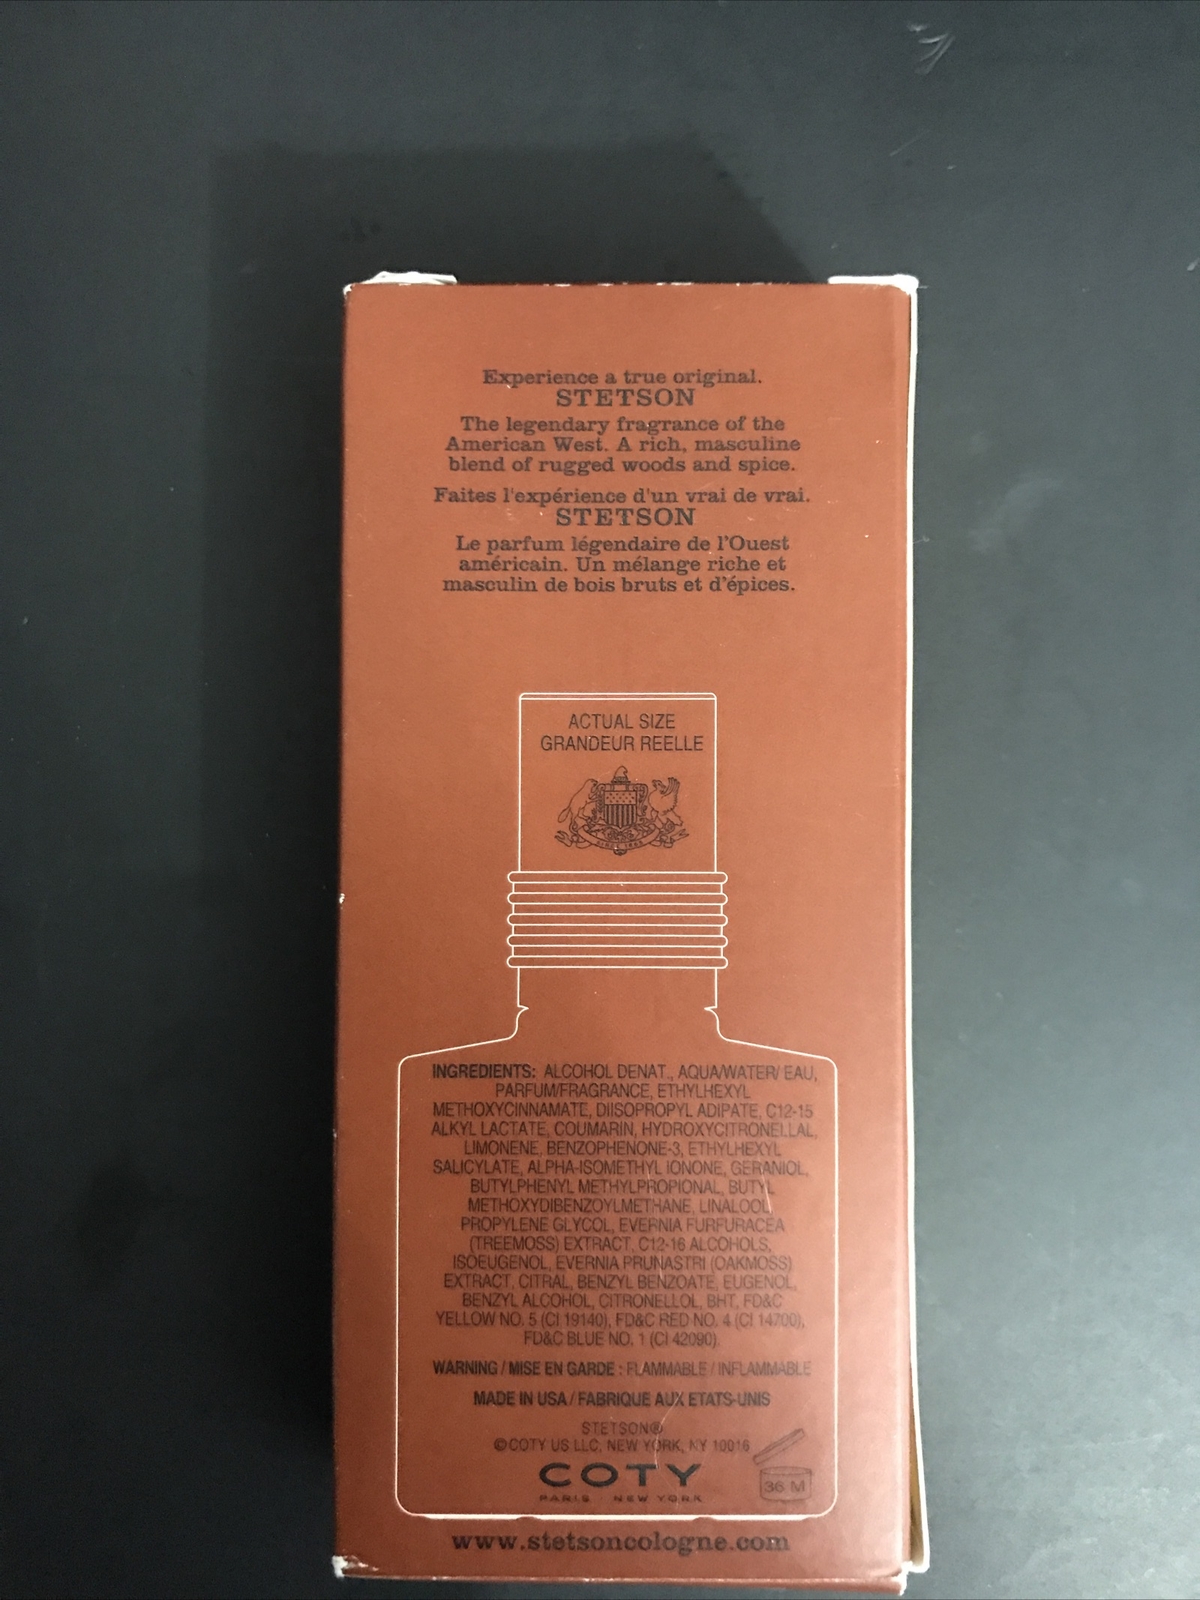 Experience a true original.
STETSON
The legendary fragrance of the
American West. A rich, masculine
blend of rugged woods and spice.
Faites l'expérience d'un vrai de vrai.
STETSON
Le parfum légendaire de l'Ouest
américain. Un mélange riche et
masculin de bois bruts et d'épices.
ACTUAL SIZE
GRANDEUR REELLE
SINCE 1865
INGREDIENTS: ALCOHOL DENAT., AQUA/WATER/ EAU,
PARFUM/FRAGRANCE, ETHYLHEXYL
METHOXYCINNAMATE, DIISOPROPYL ADIPATE, C12-15
ALKYL LACTATE, COUMARIN, HYDROXYCITRONELLAL,
LIMONENE, BENZOPHENONE-3, ETHYLHEXYL
SALICYLATE, ALPHA-ISOMETHYL IONONE, GERANIOL,
BUTYLPHENYL METHYLPROPIONAL, BUTYL
METHOXYDIBENZOYLMETHANE, LINALOOL,
PROPYLENE GLYCOL, EVERNIA FURFURACEA
(TREEMOSS) EXTRACT, C12-16 ALCOHOLS,
ISOEUGENOL, EVERNIA PRUNASTRI (OAKMOSS)
EXTRACT, CITRAL, BENZYL BENZOATE, EUGENOL,
BENZYL ALCOHOL, CITRONELLOL, BHT, FD&C
YELLOW NO. 5 (CI 19140), FD&C RED NO. 4 (CI 14700),
FD&C BLUE NO. 1 (CI 42090).
WARNING / MISE EN GARDE : FLAMMABLE / INFLAMMABLE
MADE IN USA / FABRIQUE AUX ETATS-UNIS
STETSON®
©COTY US LLC, NEW YORK, NY 10016
COTY
PARIS NEW YORK
36 M
www.stetsoncologne.com